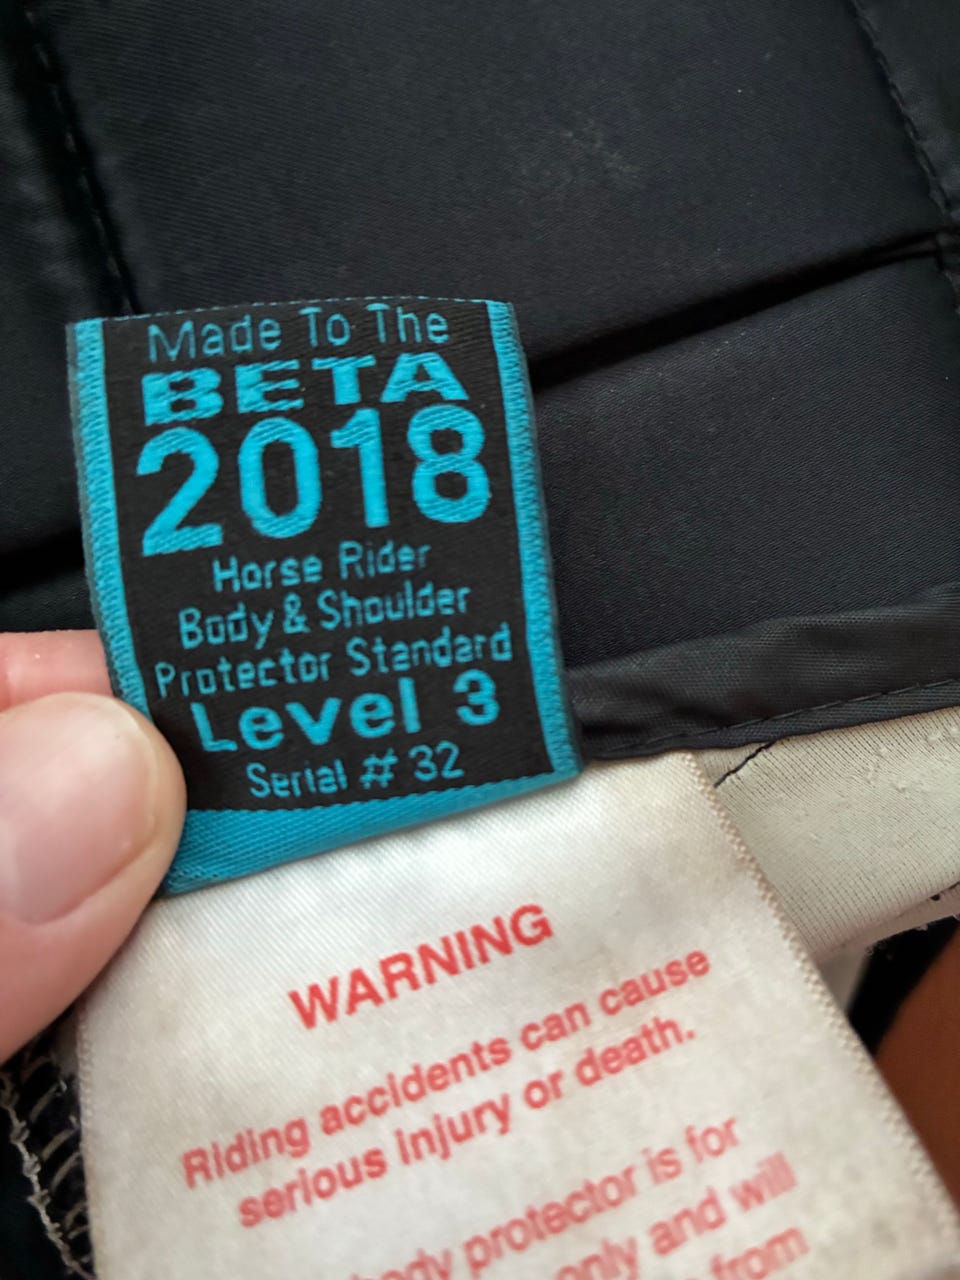 Made To The
BETA
2018
Horse Rider
Body & Shoulder
Protector Standard
Level 3
Serial # 32
WARNING
Riding accidents can cause
serious injury or death.
body protector is for
only and will
from